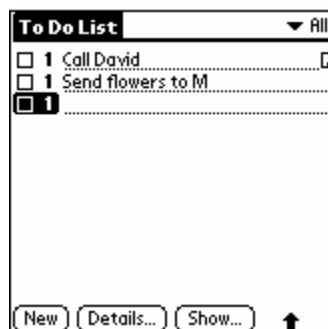 To Do List All
1 Call David
1 Send flowers to M
1
New Details... Show...